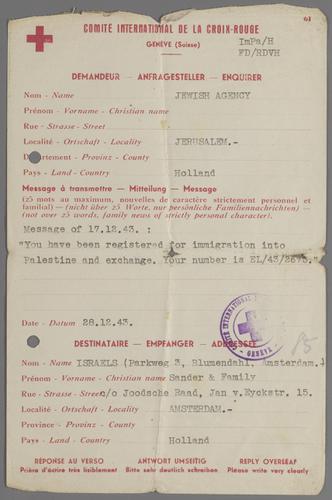 61
COMITÉ INTERNATIONAL DE LA CROIX-ROUGE
GENÈVE (Suisse)
ImPa/H
FD/RDVH
DEMANDEUR — ANFRAGESTELLER — ENQUIRER
Nom - Name JEWISH AGENCY
Prénom - Vorname - Christian name
Rue - Strasse - Street
Localité - Ortschaft - Locality JERUSALEM.-
Département - Provinz - County
Pays - Land - Country Holland
Message à transmettre — Mitteilung — Message
(25 mots au maximum, nouvelles de caractère strictement personnel et
familial) — (nicht über 25 Worte, nur persönliche Familiennachrichten) —
(not over 25 words, family news of strictly personal character).
Message of 17.12.43. :
"You have been registered for immigration into
Palestine and exchange. Your number is EL/43/2675."
Date - Datum 28.12.43.
DESTINATAIRE — EMPFÄNGER — ADDRESSEE
Nom - Name ISRAELS (Parkweg 3, Blumendahl, Amsterdam.)
Prénom - Vorname - Christian name Sander & Family
Rue - Strasse - Street c/o Joodsche Raad, Jan v.Eyckstr. 15.
Localité - Ortschaft - Locality AMSTERDAM.-
Province - Provinz - County
Pays - Land - Country Holland
RÉPONSE AU VERSO ANTWORT UMSEITIG REPLY OVERLEAF
Prière d'écrire très lisiblement Bitte sehr deutlich schreiben Please write very clearly